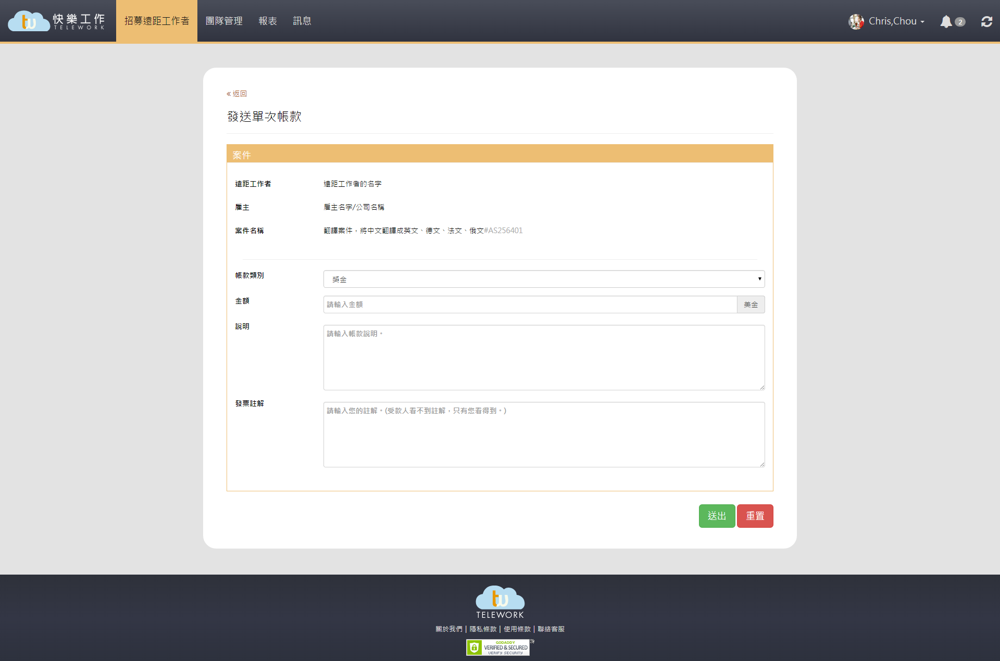 tw 快樂工作
TELEWORK
招募遠距工作者 團隊管理 報表 訊息 Chris,Chou 2
« 返回
發送單次帳款
案件
遠距工作者 遠距工作者的名字
雇主 雇主名字/公司名稱
案件名稱 翻譯案件，將中文翻譯成英文、德文、法文、俄文#AS256401
帳款類別 獎金
金額 請輸入金額 美金
說明 請輸入帳款說明。
發票註解 請輸入您的註解。(受款人看不到註解，只有您看得到。)
送出 重置
tw
TELEWORK
關於我們 | 隱私條款 | 使用條款 | 聯絡客服
GODADDY
VERIFIED & SECURED
VERIFY SECURITY